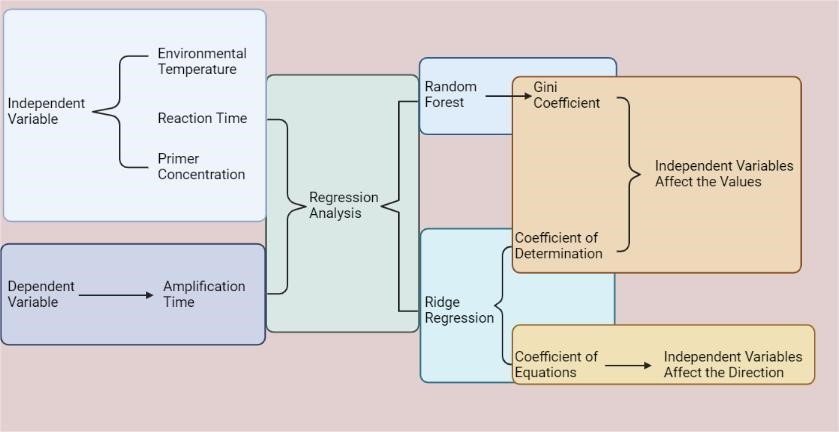 Independent
Variable
Environmental
Temperature
Reaction Time
Primer
Concentration
Dependent
Variable
Amplification
Time
Regression
Analysis
Random
Forest
Gini
Coefficient
Independent Variables
Affect the Values
Coefficient of
Determination
Ridge
Regression
Coefficient of
Equations
Independent Variables
Affect the Direction